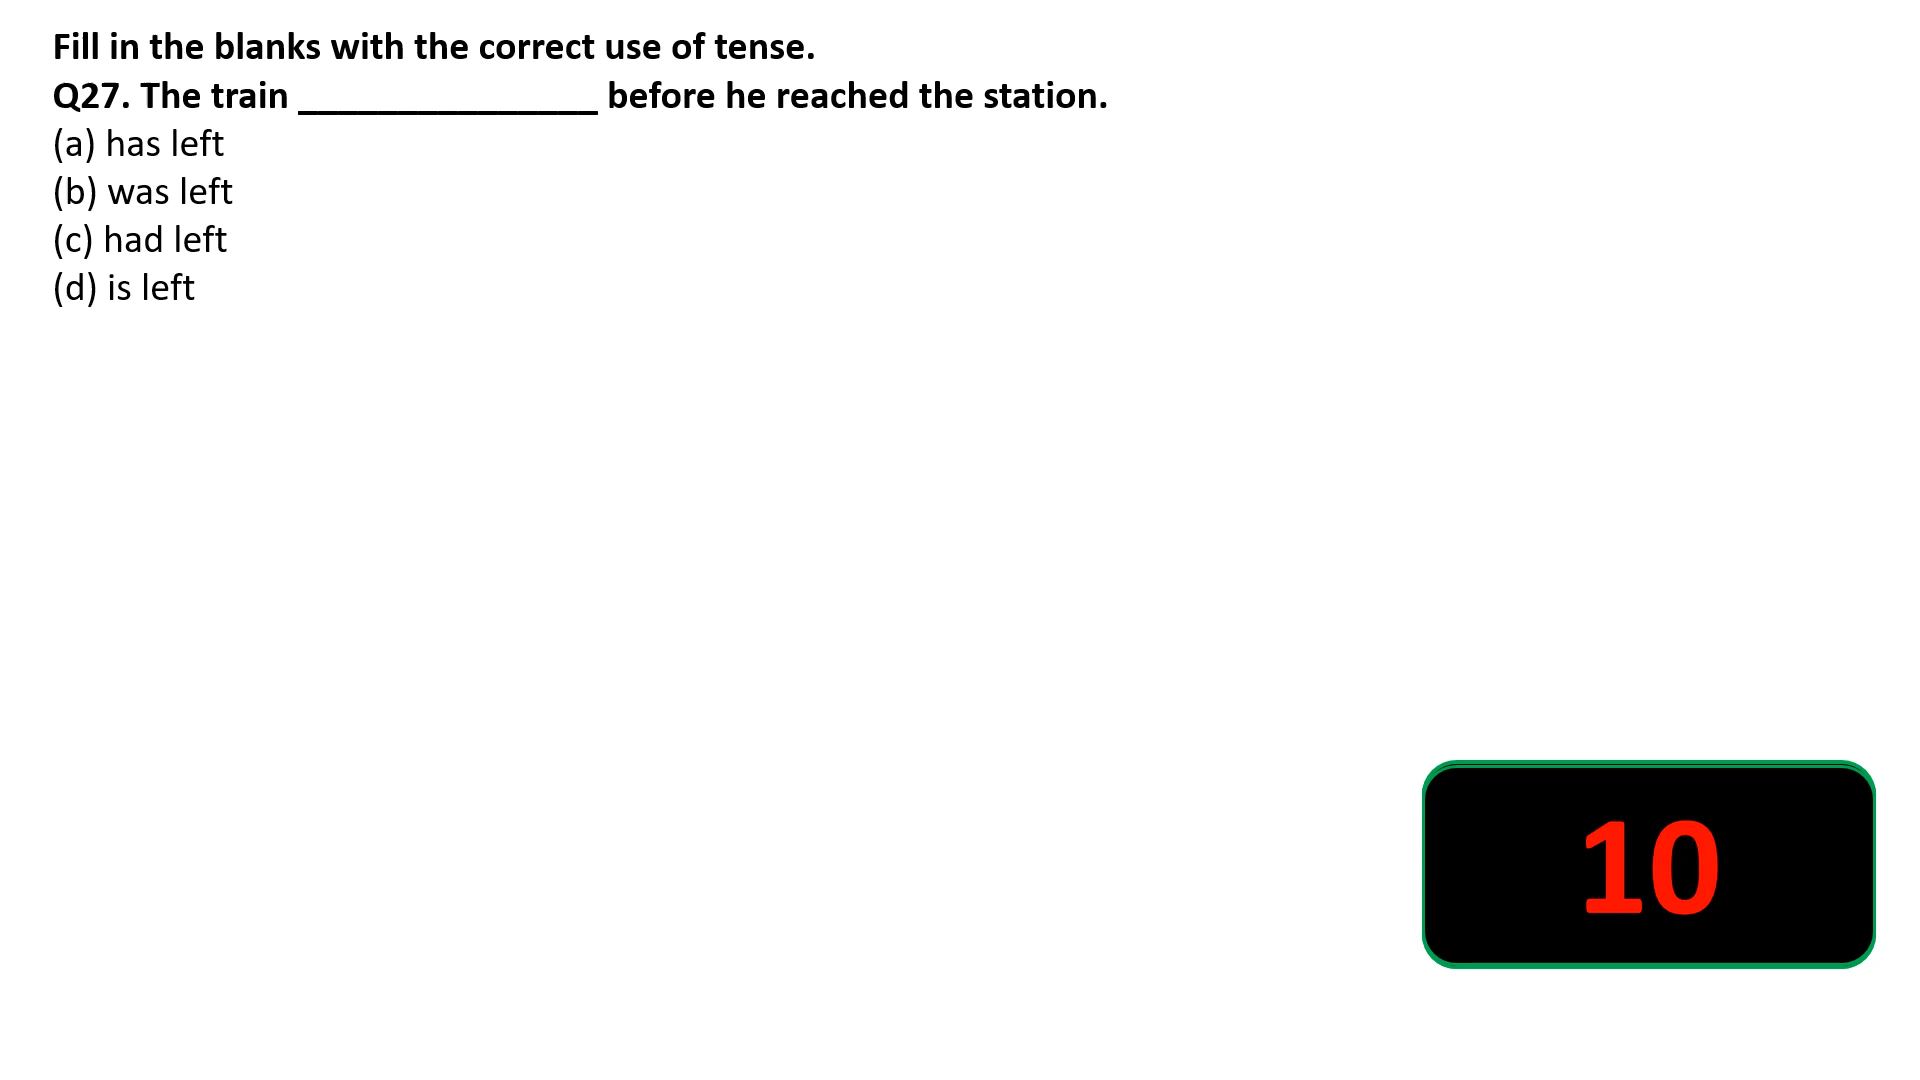 Fill in the blanks with the correct use of tense.
Q27. The train _______________ before he reached the station.
(a) has left
(b) was left
(c) had left
(d) is left
10